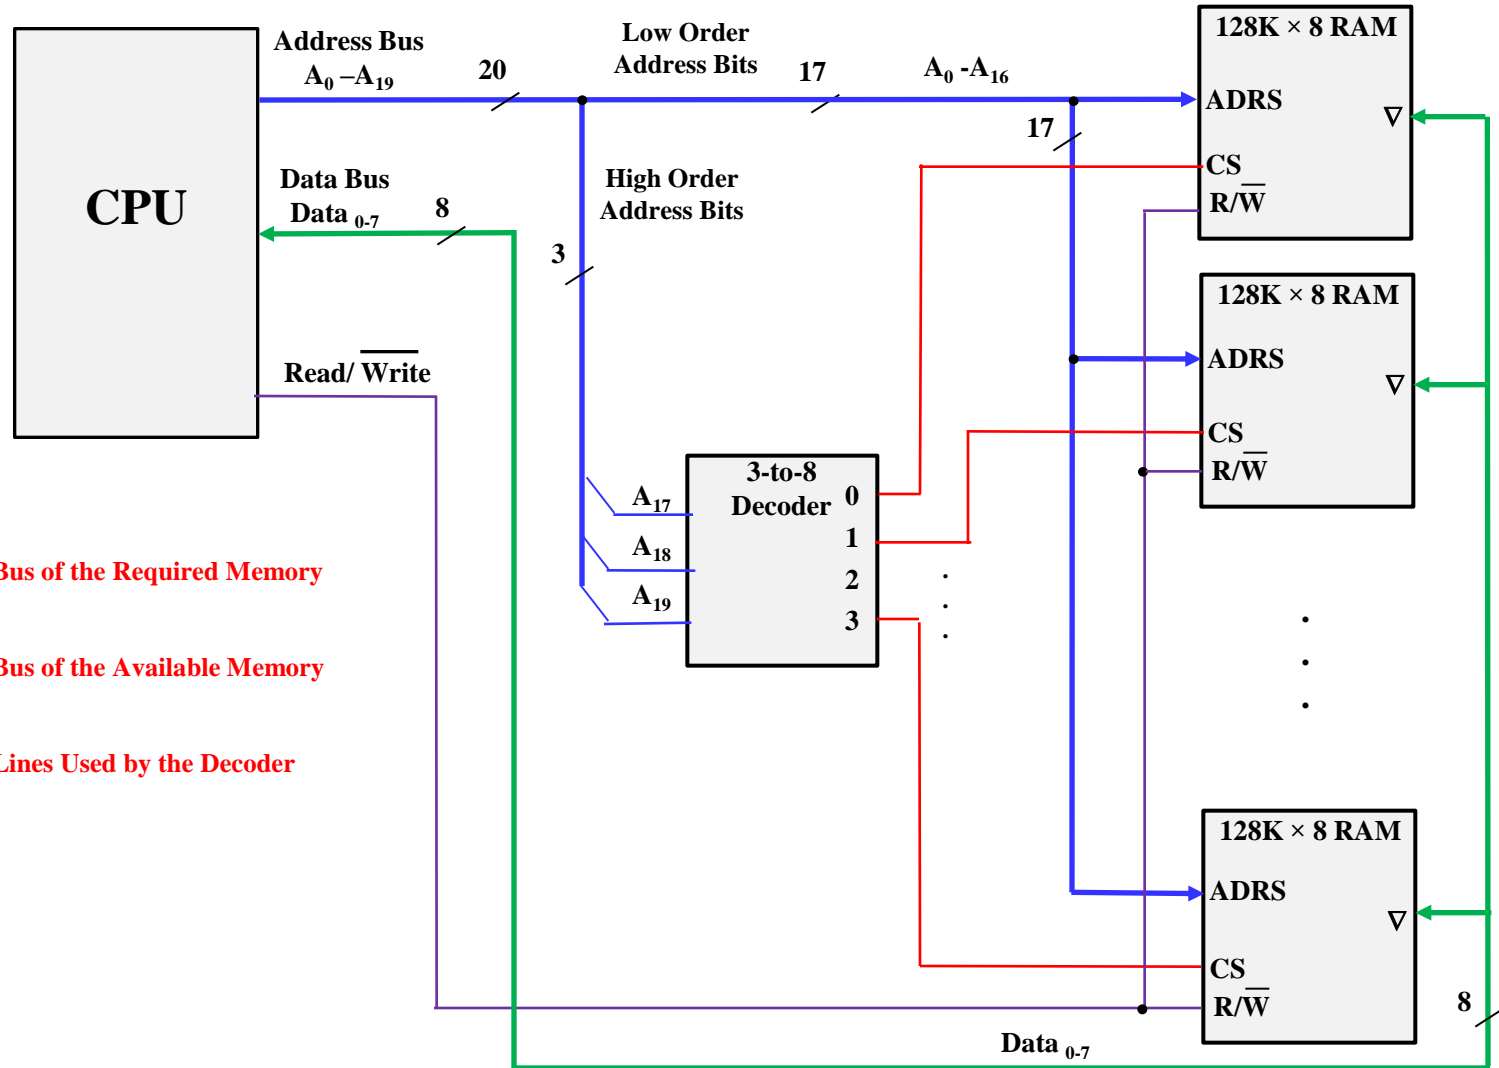 128K × 8 RAM
Address Bus
A0 –A19
20
Low Order
Address Bits
17
A0 -A16
ADRS
17
CS
R/W̅
CPU
Data Bus
Data 0-7
8
High Order
Address Bits
3
128K × 8 RAM
ADRS
CS
R/W̅
Read/ W̅r̅i̅t̅e̅
3-to-8
Decoder
0
1
2
3
A17
A18
A19
Bus of the Required Memory
Bus of the Available Memory
Lines Used by the Decoder
128K × 8 RAM
ADRS
CS
R/W̅
8
Data 0-7